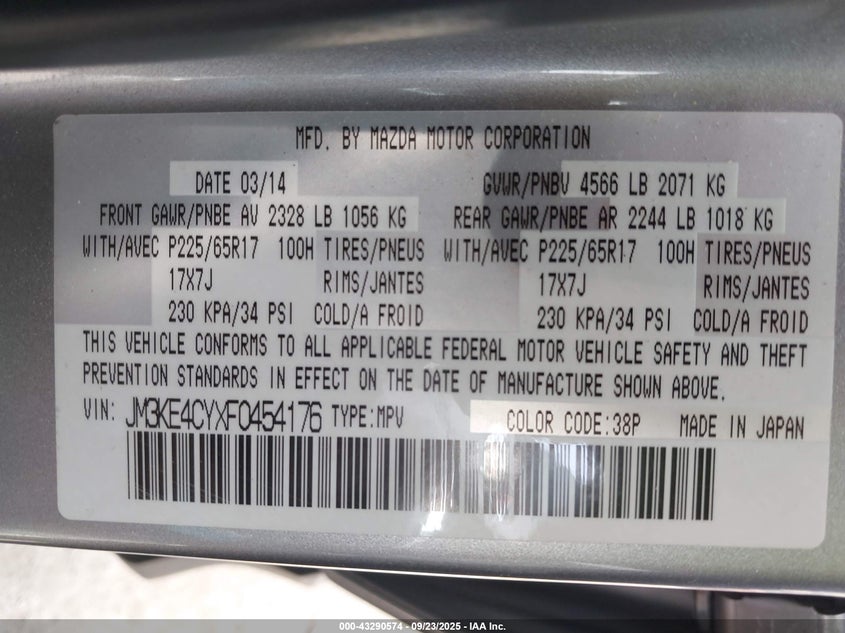 MFD. BY MAZDA MOTOR CORPORATION
DATE 03/14 GVWR/PNBV 4566 LB 2071 KG
FRONT GAWR/PNBE AV 2328 LB 1056 KG REAR GAWR/PNBE AR 2244 LB 1018 KG
WITH/AVEC P225/65R17 100H TIRES/PNEUS WITH/AVEC P225/65R17 100H TIRES/PNEUS
17X7J RIMS/JANTES 17X7J RIMS/JANTES
230 KPA/34 PSI COLD/A FROID 230 KPA/34 PSI COLD/A FROID
THIS VEHICLE CONFORMS TO ALL APPLICABLE FEDERAL MOTOR VEHICLE SAFETY AND THEFT
PREVENTION STANDARDS IN EFFECT ON THE DATE OF MANUFACTURE SHOWN ABOVE.
VIN: JM3KE4CYXF0454176 TYPE:MPV COLOR CODE:38P MADE IN JAPAN
000-43290574 - 09/23/2025 - IAA Inc.